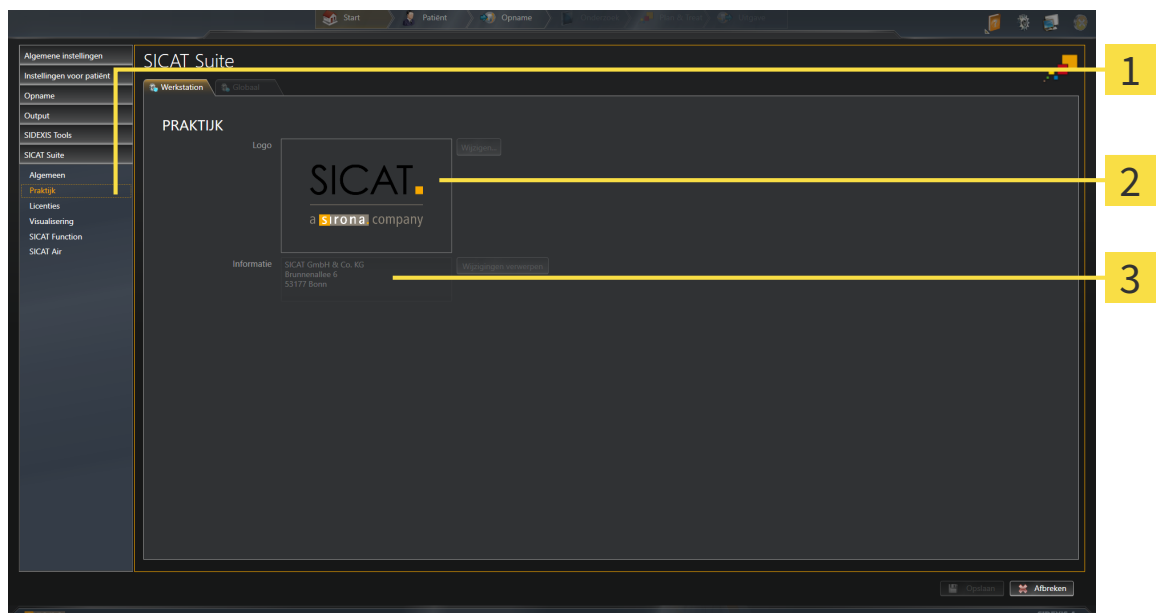 Start
Patiënt
Opname
Algemene instellingen
Instellingen voor patiënt
Opname
Output
SIDEXIS Tools
SICAT Suite
Algemeen
Praktijk
Licenties
Visualisering
SICAT Function
SICAT Air
SICAT Suite
Werkstation
Globaal
PRAKTIJK
Logo
SICAT.
a sirona. company
Wijzigen...
Informatie
SICAT GmbH & Co. KG
Brunnenallee 6
53177 Bonn
Wijzigingen verwerpen
Opslaan
Afbreken
1
2
3